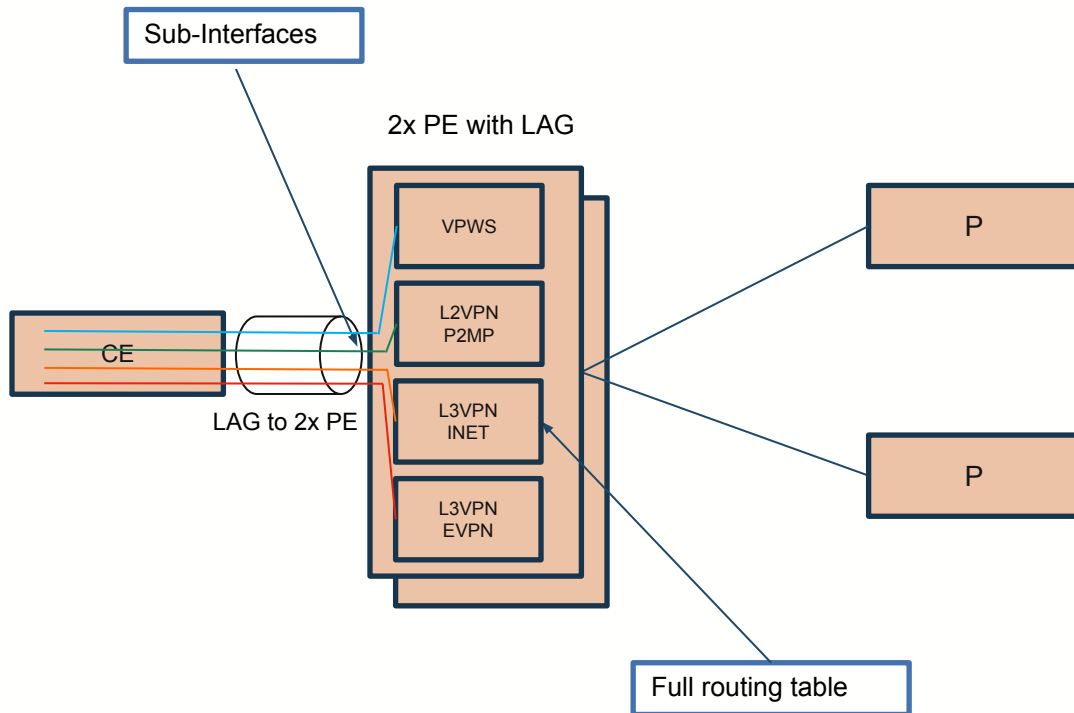 Sub-Interfaces
2x PE with LAG
VPWS
P
L2VPN
P2MP
CE
LAG to 2x PE
L3VPN
INET
P
L3VPN
EVPN
Full routing table